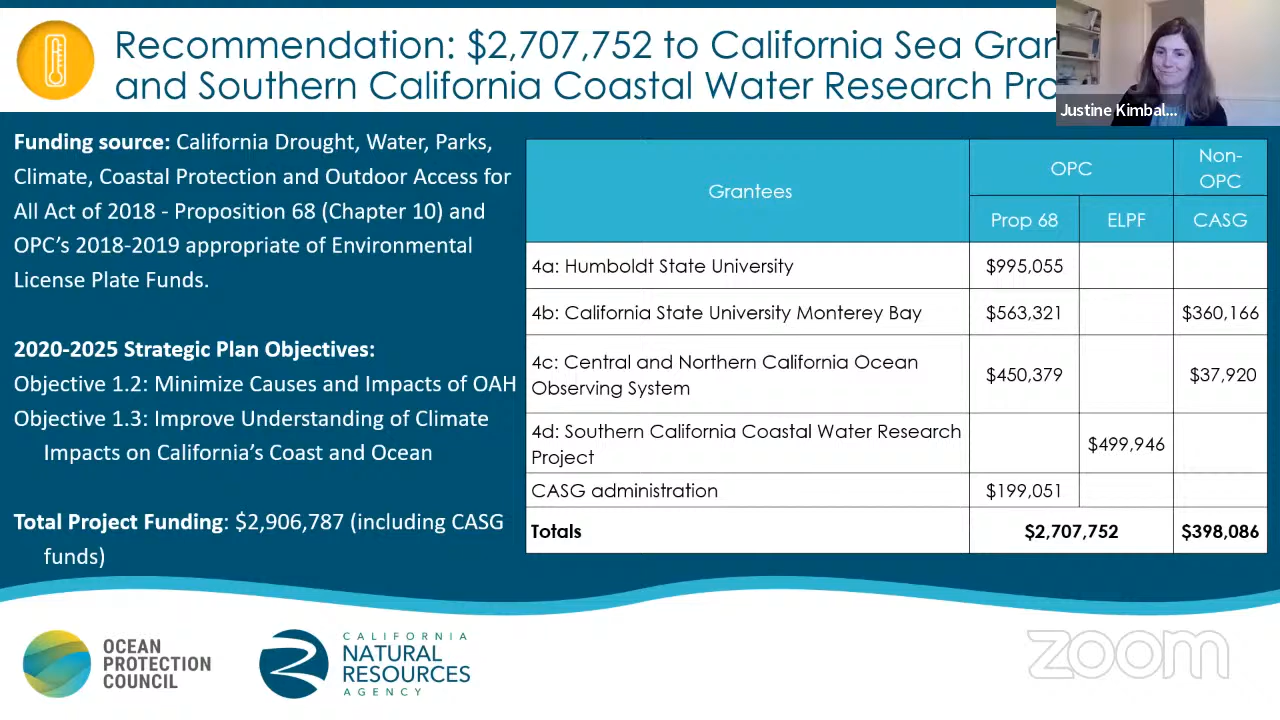 Recommendation: $2,707,752 to California Sea Gran
and Southern California Coastal Water Research Pro
Justine Kimbal...
Funding source: California Drought, Water, Parks,
Climate, Coastal Protection and Outdoor Access for
All Act of 2018 - Proposition 68 (Chapter 10) and
OPC’s 2018-2019 appropriate of Environmental
License Plate Funds.
2020-2025 Strategic Plan Objectives:
Objective 1.2: Minimize Causes and Impacts of OAH
Objective 1.3: Improve Understanding of Climate
Impacts on California’s Coast and Ocean
Total Project Funding: $2,906,787 (including CASG
funds)
Grantees OPC Non-
OPC
Prop 68 ELPF CASG
4a: Humboldt State University $995,055
4b: California State University Monterey Bay $563,321 $360,166
4c: Central and Northern California Ocean
Observing System $450,379 $37,920
4d: Southern California Coastal Water Research
Project $499,946
CASG administration $199,051
Totals $2,707,752 $398,086
OCEAN
PROTECTION
COUNCIL
CALIFORNIA
NATURAL
RESOURCES
AGENCY
zoom